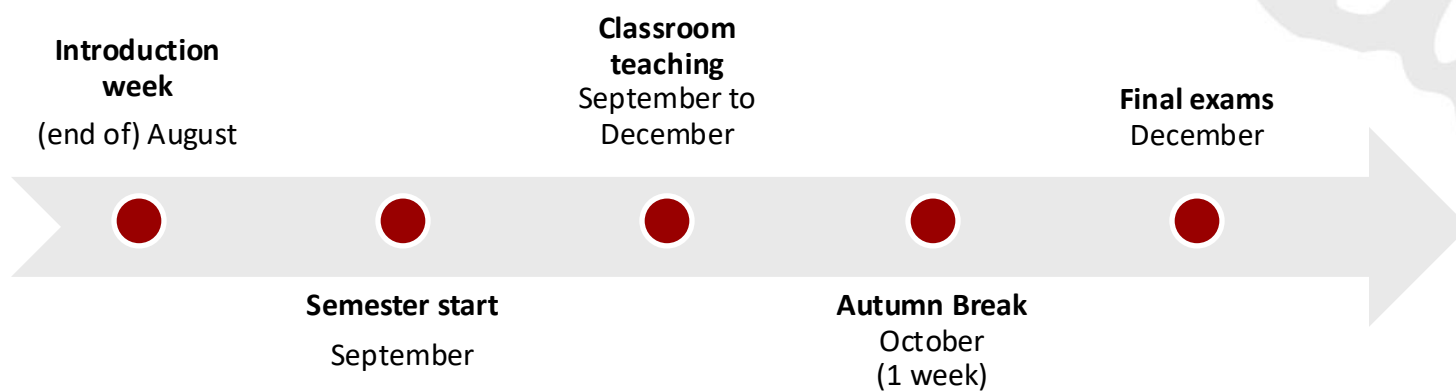 Introduction
week
(end of) August
Semester start
September
Classroom
teaching
September to
December
Autumn Break
October
(1 week)
Final exams
December